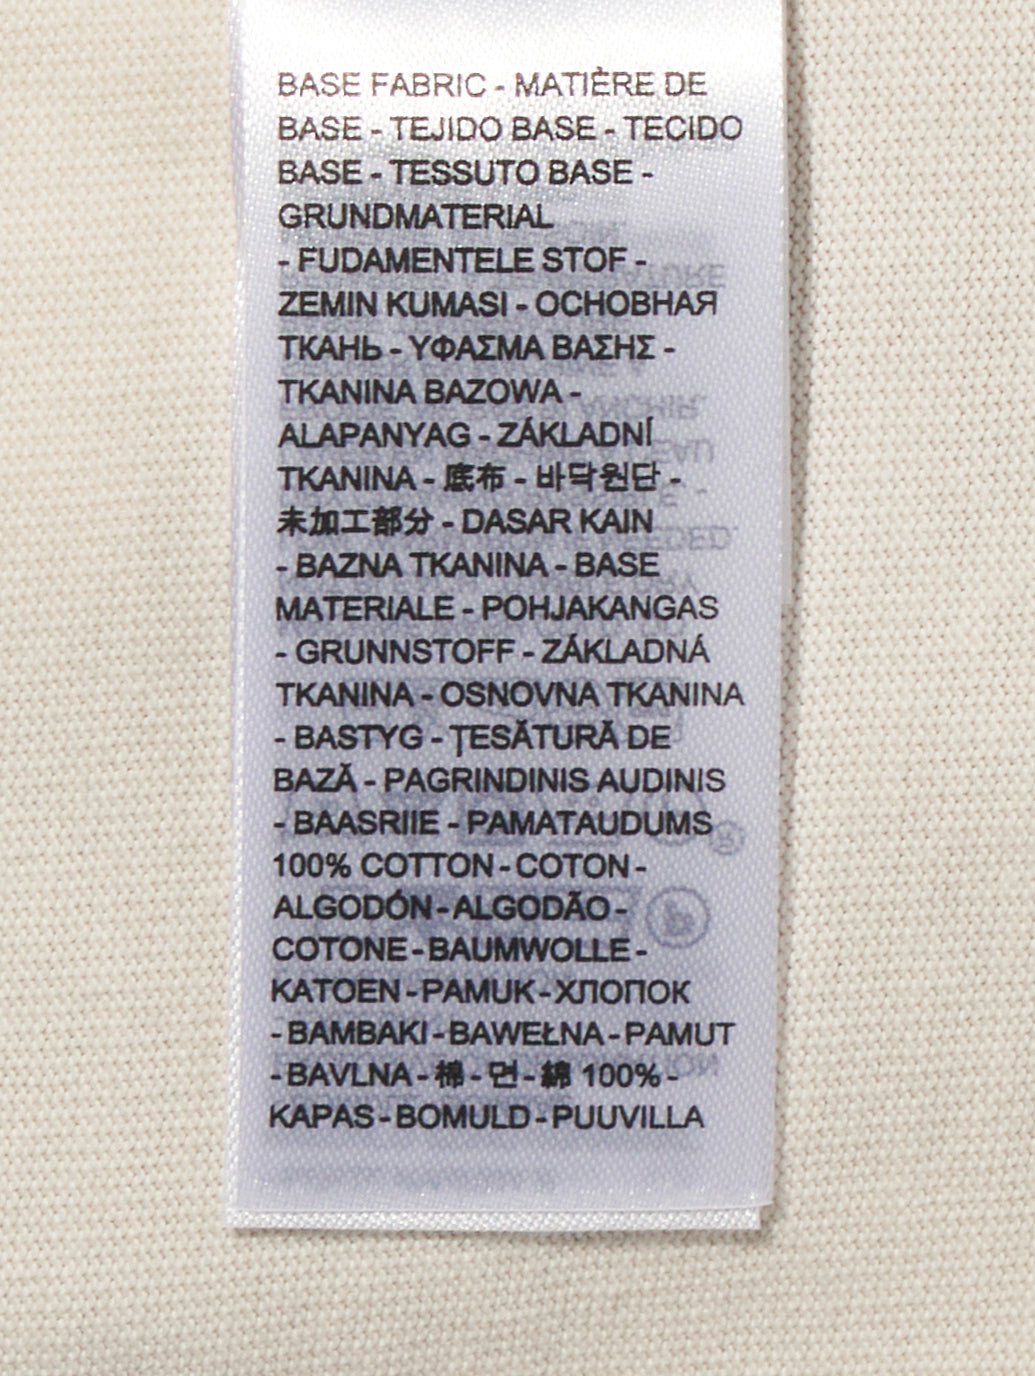 BASE FABRIC - MATIÈRE DE
BASE - TEJIDO BASE - TECIDO
BASE - TESSUTO BASE -
GRUNDMATERIAL
- FUDAMENTELE STOF -
ZEMIN KUMASI - ОСНОВНАЯ
ТКАНЬ - ΥΦΑΣΜΑ ΒΑΣΗΣ -
TKANINA BAZOWA -
ALAPANYAG - ZÁKLADNÍ
TKANINA - 底布 - 바닥원단 -
未加工部分 - DASAR KAIN
- BAZNA TKANINA - BASE
MATERIALE - POHJAKANGAS
- GRUNNSTOFF - ZÁKLADNÁ
TKANINA - OSNOVNA TKANINA
- BASTYG - ŢESĂTURĂ DE
BAZĂ - PAGRINDINIS AUDINIS
- BAASRIIE - PAMATAUDUMS
100% COTTON - COTON -
ALGODÓN - ALGODÃO -
COTONE - BAUMWOLLE -
KATOEN - PAMUK - ХЛОПОК
- BAMBAKI - BAWEŁNA - PAMUT
- BAVLNA - 棉 - 면 - 綿 100% -
KAPAS - BOMULD - PUUVILLA